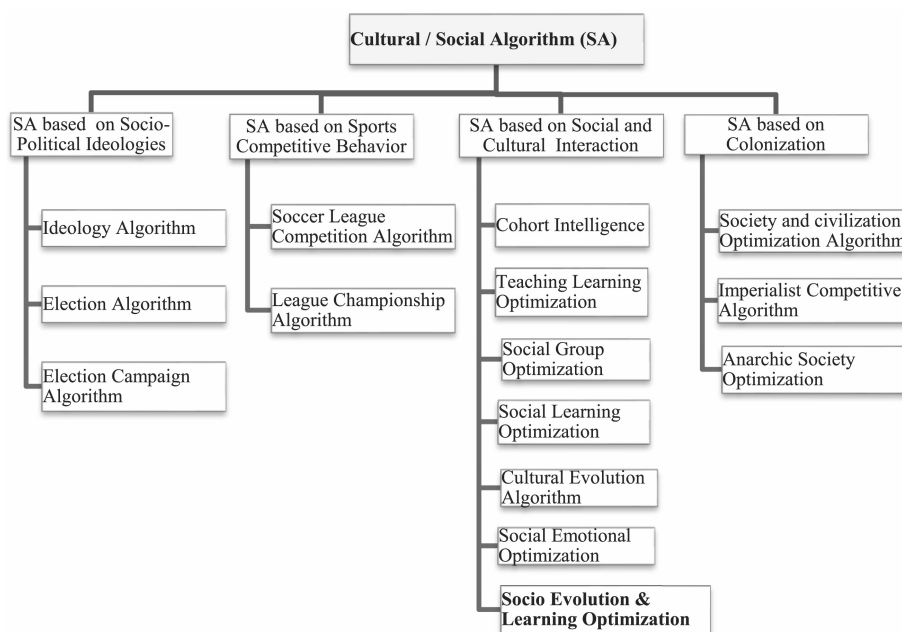 Cultural / Social Algorithm (SA)
SA based on Socio-
Political Ideologies
Ideology Algorithm
Election Algorithm
Election Campaign
Algorithm
SA based on Sports
Competitive Behavior
Soccer League
Competition Algorithm
League Championship
Algorithm
SA based on Social and
Cultural Interaction
Cohort Intelligence
Teaching Learning
Optimization
Social Group
Optimization
Social Learning
Optimization
Cultural Evolution
Algorithm
Social Emotional
Optimization
Socio Evolution &
Learning Optimization
SA based on
Colonization
Society and civilization
Optimization Algorithm
Imperialist Competitive
Algorithm
Anarchic Society
Optimization